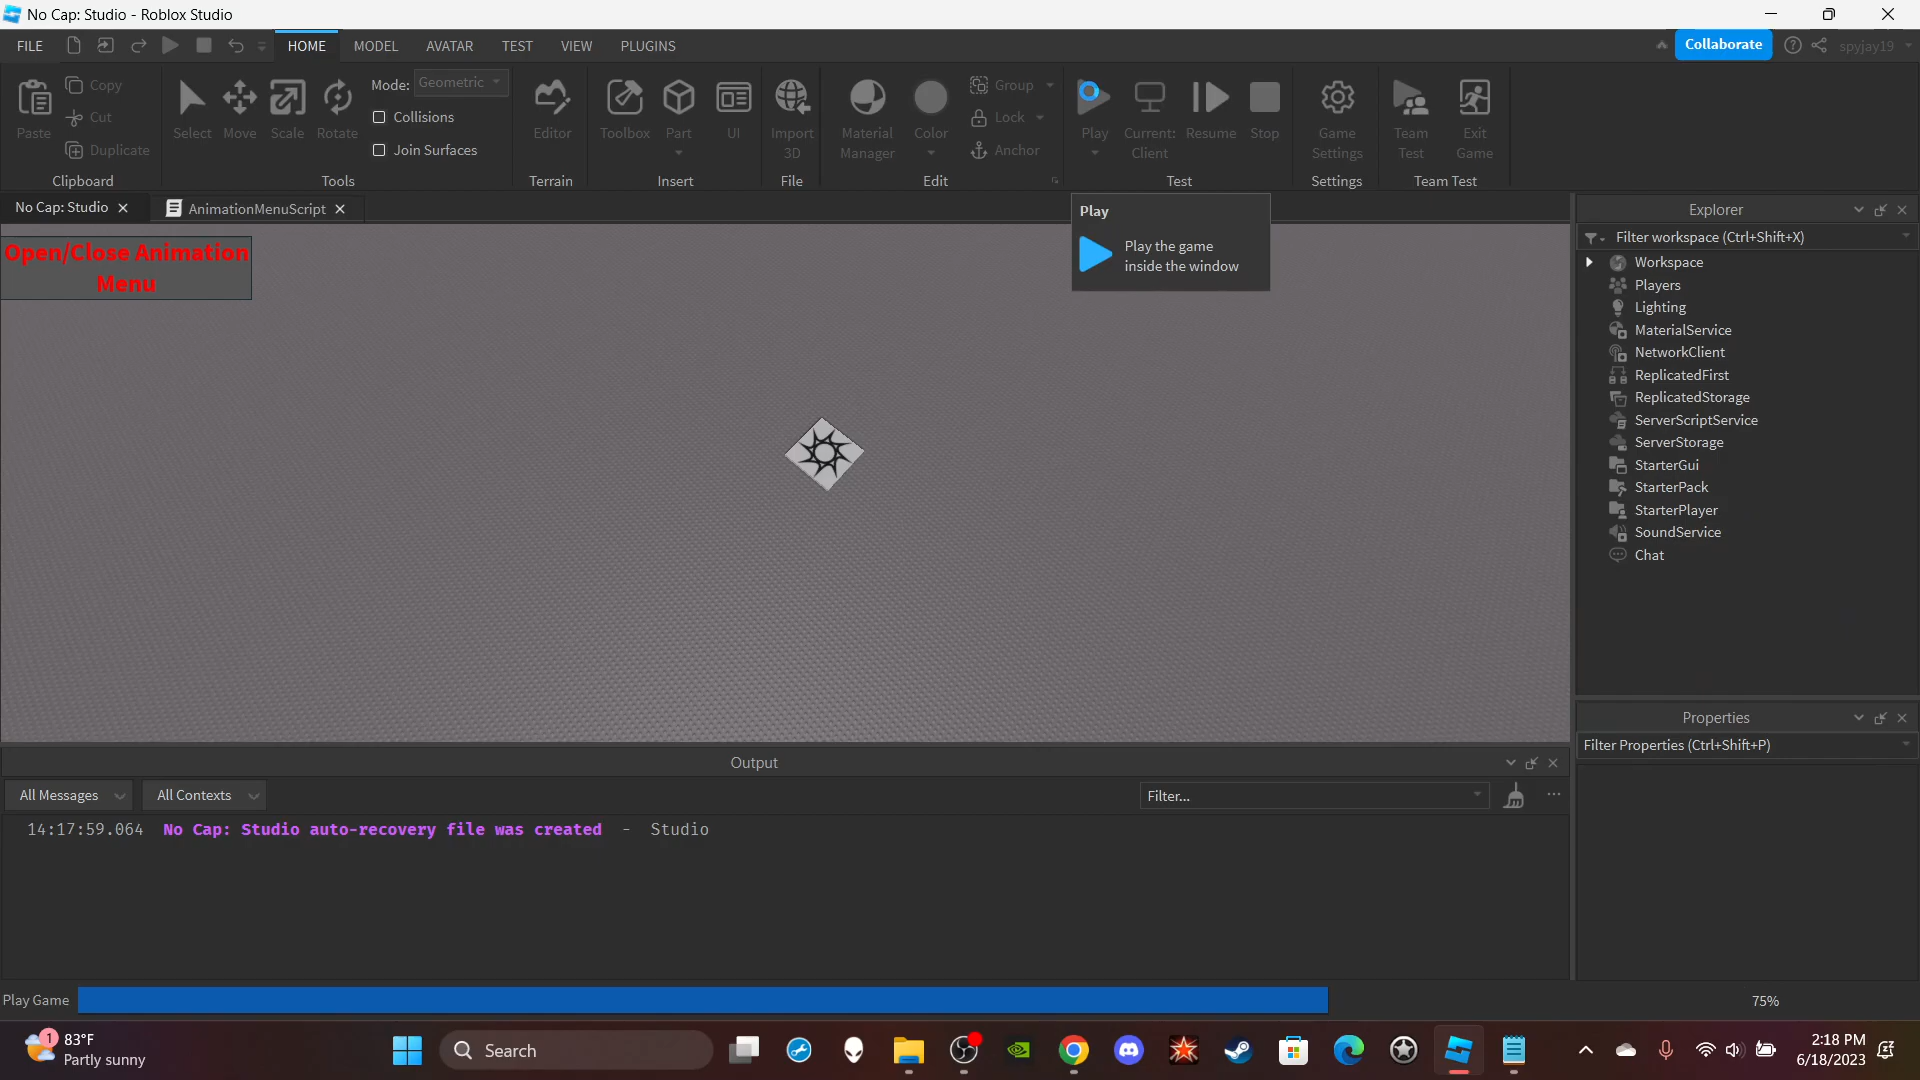 No Cap: Studio - Roblox Studio
FILE
HOME
MODEL
AVATAR
TEST
VIEW
PLUGINS
Collaborate
spyjay19
Paste
Copy
Cut
Duplicate
Clipboard
Select
Move
Scale
Rotate
Mode: Geometric
Collisions
Join Surfaces
Tools
Editor
Terrain
Toolbox
Part
UI
Insert
Import
3D
File
Material
Manager
Color
Group
Lock
Anchor
Edit
Play
Current:
Client
Resume
Stop
Test
Game
Settings
Settings
Team
Test
Exit
Game
Team Test
No Cap: Studio
AnimationMenuScript
Open/Close Animation
Menu
Play
Play the game
inside the window
Explorer
Filter workspace (Ctrl+Shift+X)
Workspace
Players
Lighting
MaterialService
NetworkClient
ReplicatedFirst
ReplicatedStorage
ServerScriptService
ServerStorage
StarterGui
StarterPack
StarterPlayer
SoundService
Chat
Properties
Filter Properties (Ctrl+Shift+P)
Output
All Messages
All Contexts
Filter...
14:17:59.064 No Cap: Studio auto-recovery file was created - Studio
Play Game
75%
1
83°F
Partly sunny
Search
2:18 PM
6/18/2023